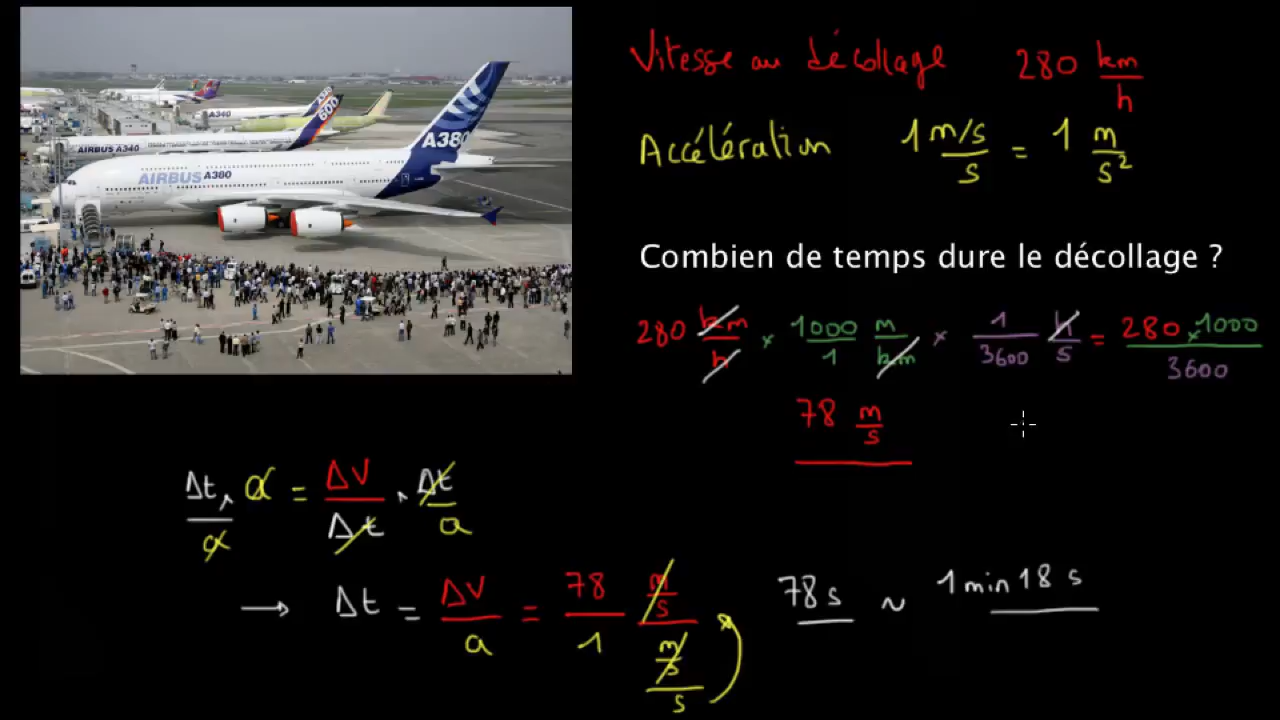 Vitesse au décollage 280 km/h
Accélération 1 m/s/s = 1 m/s²
Combien de temps dure le décollage ?
280 km/h × 1000/1 m/km × 1/3600 h/s = 280 × 1000/3600
78 m/s
Δt × a/a = ΔV/Δt × Δt/a
→ Δt = ΔV/a = 78/1 m/s/m/s/s 78 s ~ 1 min 18 s
A340
600
AIRBUS A340
A380
AIRBUS A380